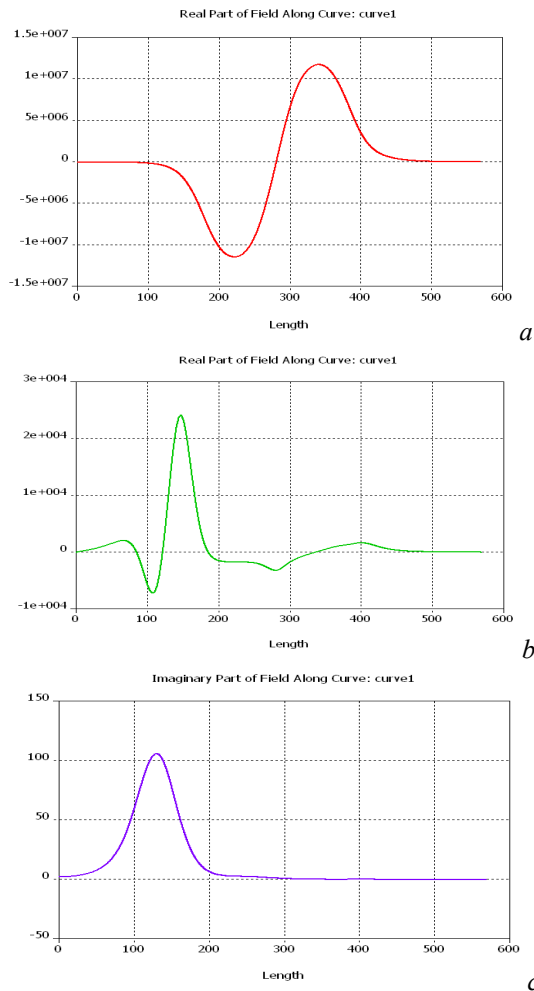 Real Part of Field Along Curve: curve1
1.5e+007
1e+007
5e+006
0
-5e+006
-1e+007
-1.5e+007
0 100 200 300 400 500 600
Length
a
Real Part of Field Along Curve: curve1
3e+004
2e+004
1e+004
0
-1e+004
0 100 200 300 400 500 600
Length
b
Imaginary Part of Field Along Curve: curve1
150
100
50
0
-50
0 100 200 300 400 500 600
Length
c